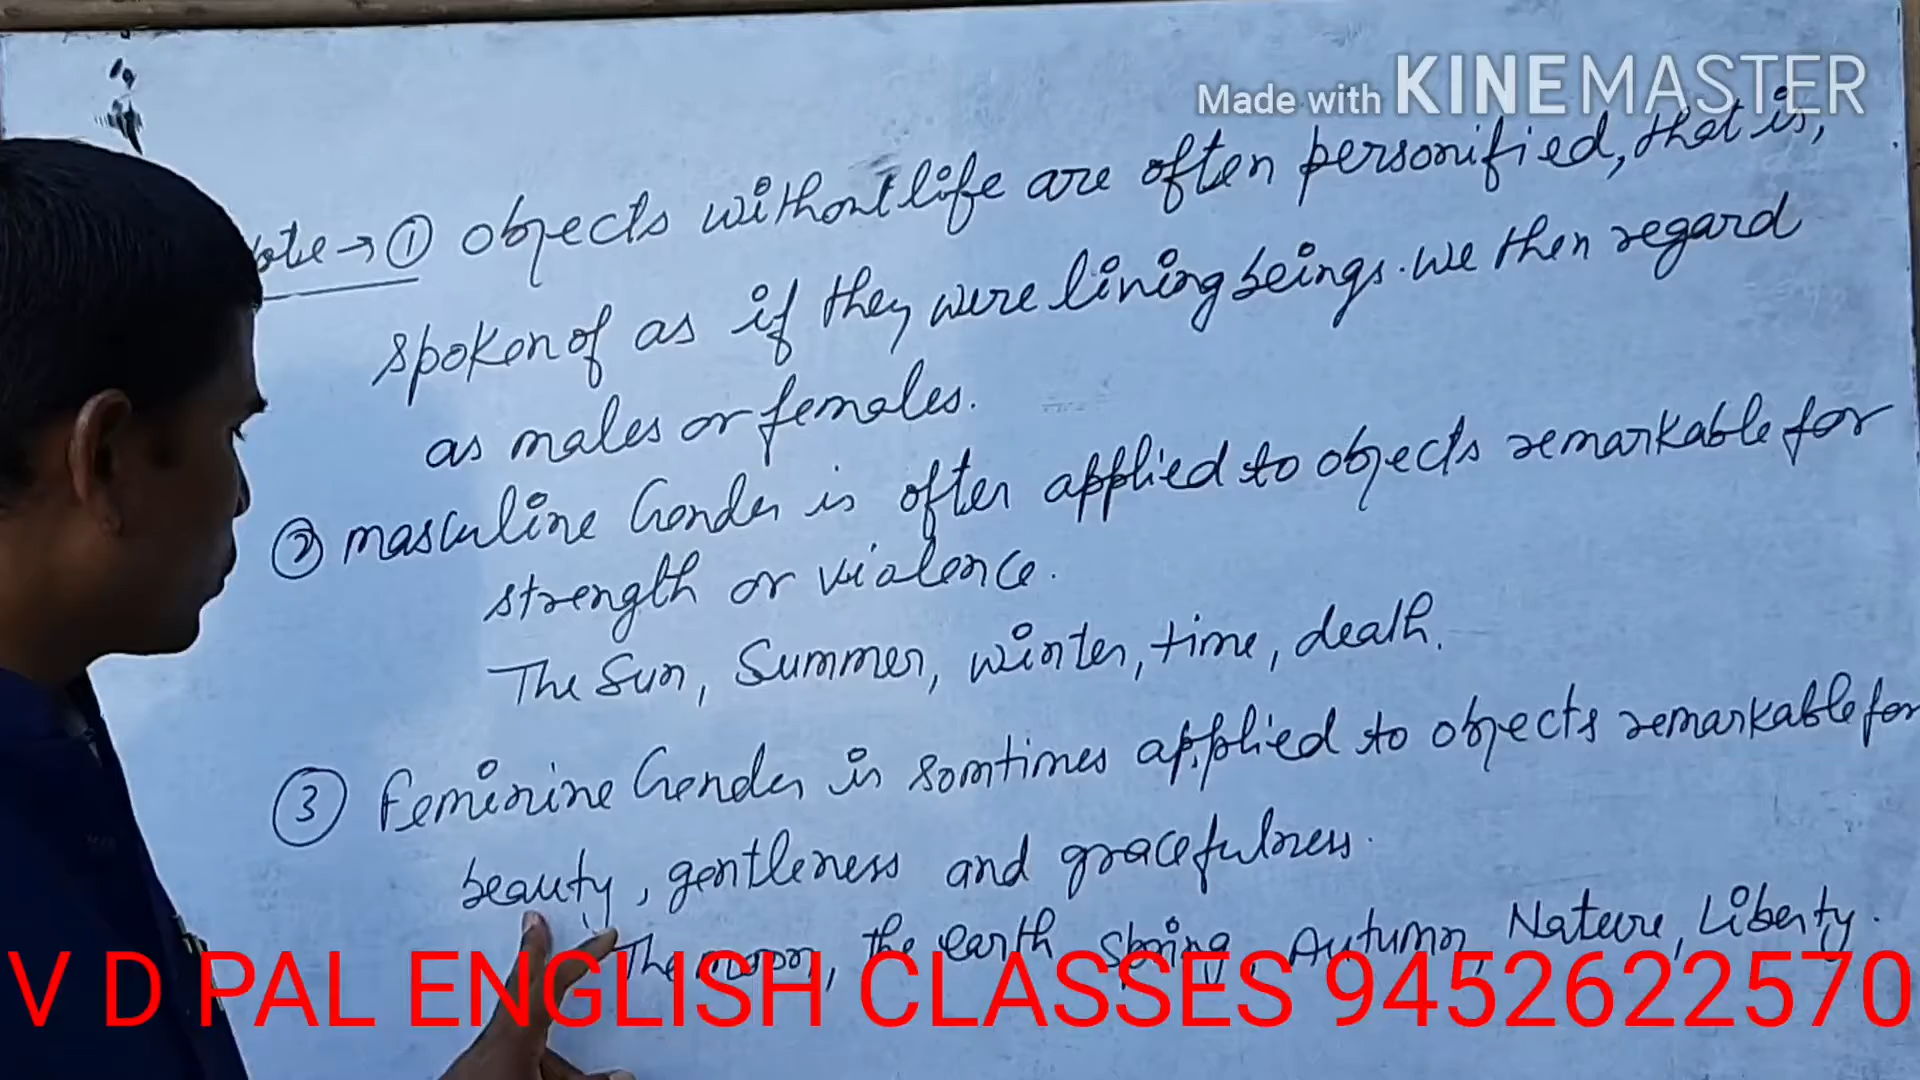 Made with KINEMASTER
Note → ① objects without life are often personified, that is,
spoken of as if they were living beings. we then regard
as males or females.
② masculine Gender is often applied to objects remarkable for
strength or violence.
The Sun, Summer, winter, time, death.
③ Feminine Gender is somtimes applied to objects remarkable for
beauty, gentleness and gracefulness.
The moon, the earth spring, Autumn, Nature, Liberty.
V D PAL ENGLISH CLASSES 9452622570